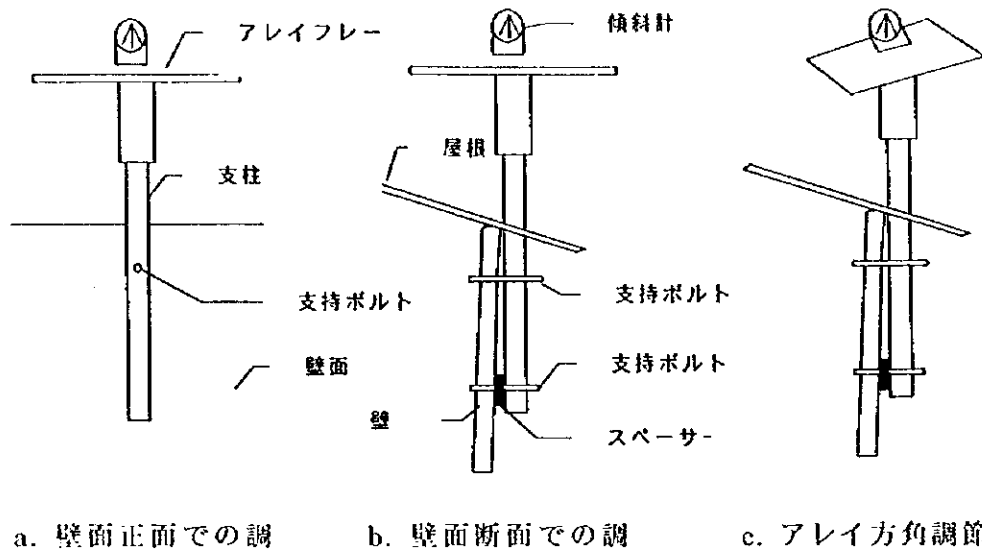 アレイフレー
支柱
支持ボルト
壁面
傾斜計
屋根
支持ボルト
支持ボルト
壁
スペーサー
a. 壁面正面での調
b. 壁面断面での調
c. アレイ方角調節